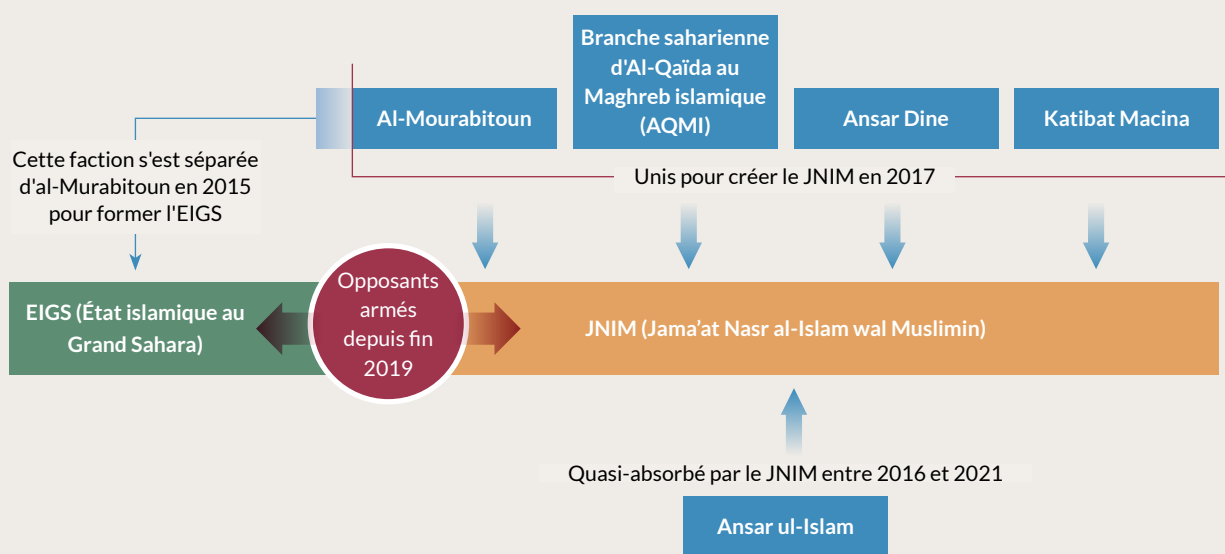 Branche saharienne
d'Al-Qaïda au
Maghreb islamique
(AQMI)
Al-Mourabitoun
Ansar Dine
Katibat Macina
Cette faction s'est séparée
d'al-Murabitoun en 2015
pour former l'EIGS
Unis pour créer le JNIM en 2017
EIGS (État islamique au
Grand Sahara)
Opposants
armés
depuis fin
2019
JNIM (Jama’at Nasr al-Islam wal Muslimin)
Quasi-absorbé par le JNIM entre 2016 et 2021
Ansar ul-Islam